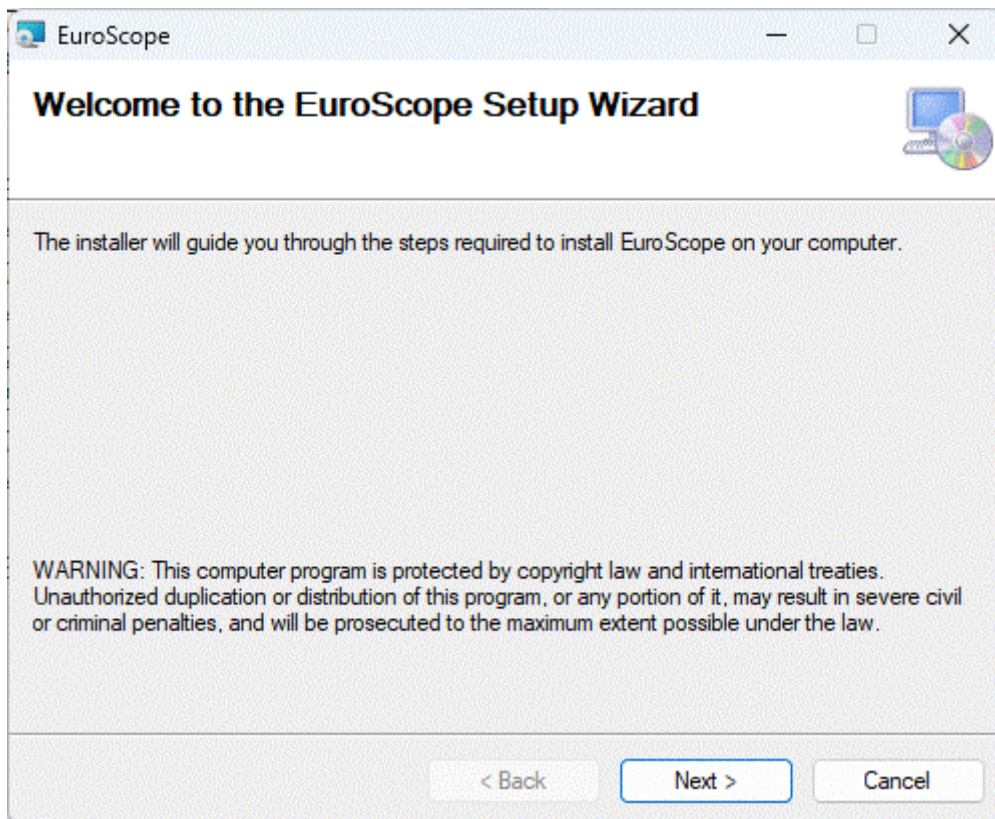 EuroScope
Welcome to the EuroScope Setup Wizard
The installer will guide you through the steps required to install EuroScope on your computer.
WARNING: This computer program is protected by copyright law and international treaties.
Unauthorized duplication or distribution of this program, or any portion of it, may result in severe civil
or criminal penalties, and will be prosecuted to the maximum extent possible under the law.
< Back Next > Cancel